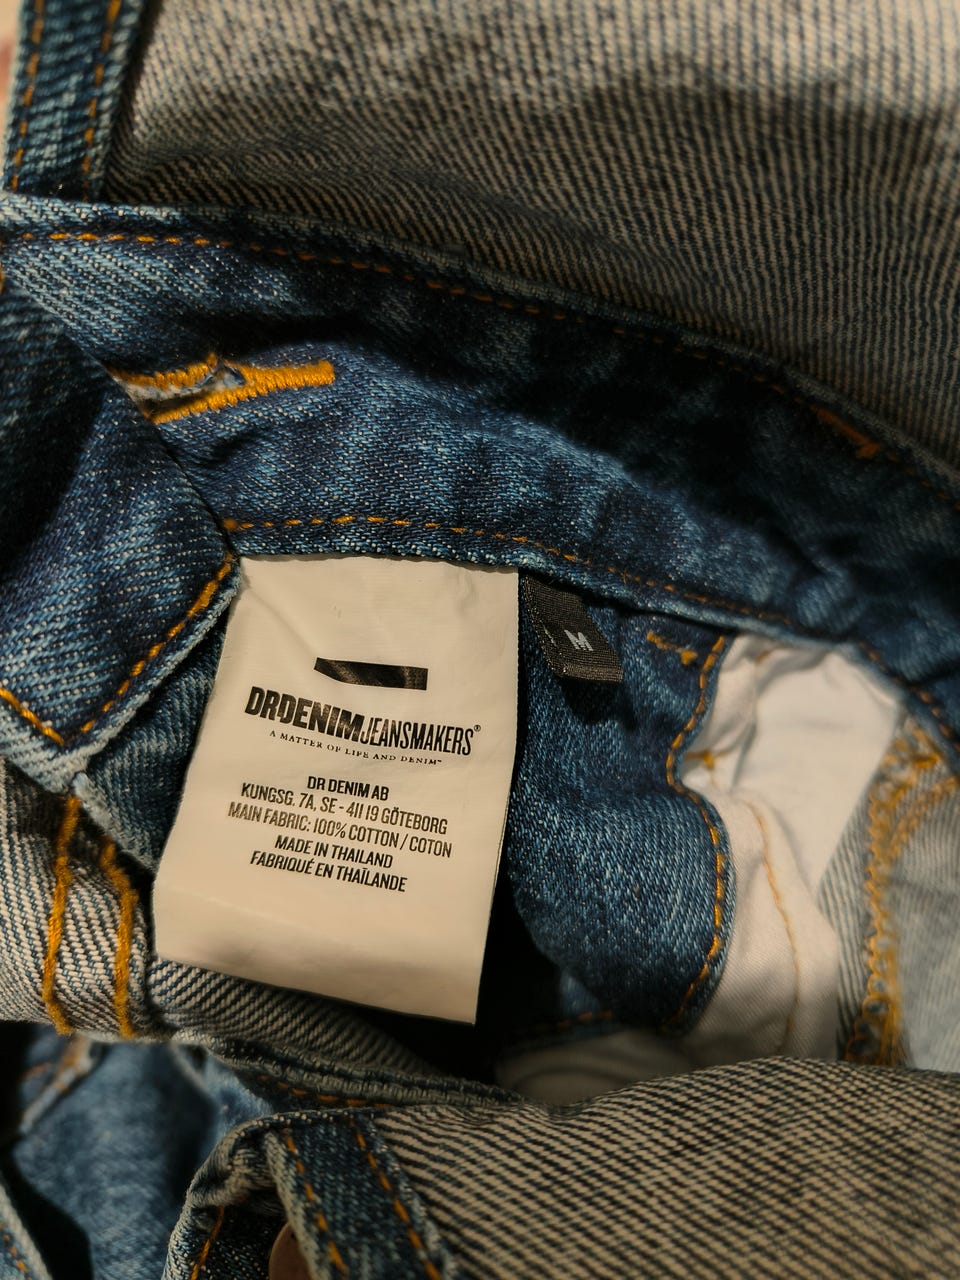 DRDENIMJEANSMAKERS®
A MATTER OF LIFE AND DENIM™
DR DENIM AB
KUNGSG. 7A, SE - 411 19 GÖTEBORG
MAIN FABRIC: 100% COTTON / COTON
MADE IN THAILAND
FABRIQUÉ EN THAÏLANDE
M